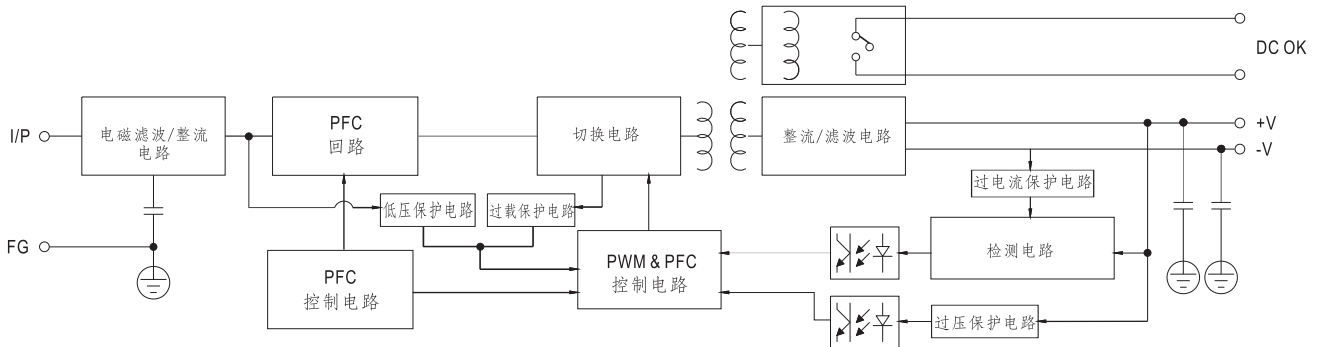 DC OK
I/P
电磁滤波/整流
电路
PFC
回路
切换电路
整流/滤波电路
+V
-V
过电流保护电路
低压保护电路
过载保护电路
FG
PFC
控制电路
PWM & PFC
控制电路
检测电路
过压保护电路